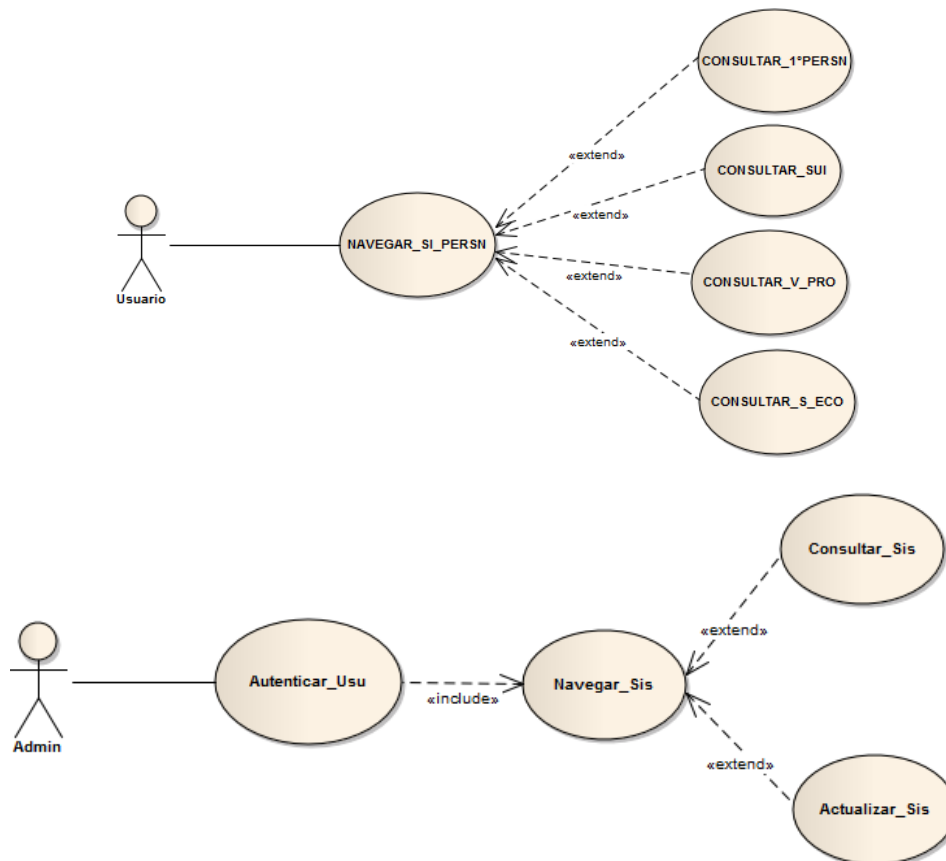 CONSULTAR_1°PERSN
«extend»
CONSULTAR_SUI
«extend»
NAVEGAR_SI_PERSN
Usuario
«extend»
CONSULTAR_V_PRO
«extend»
CONSULTAR_S_ECO
Consultar_Sis
«extend»
Autenticar_Usu
«include»
Navegar_Sis
Admin
«extend»
Actualizar_Sis